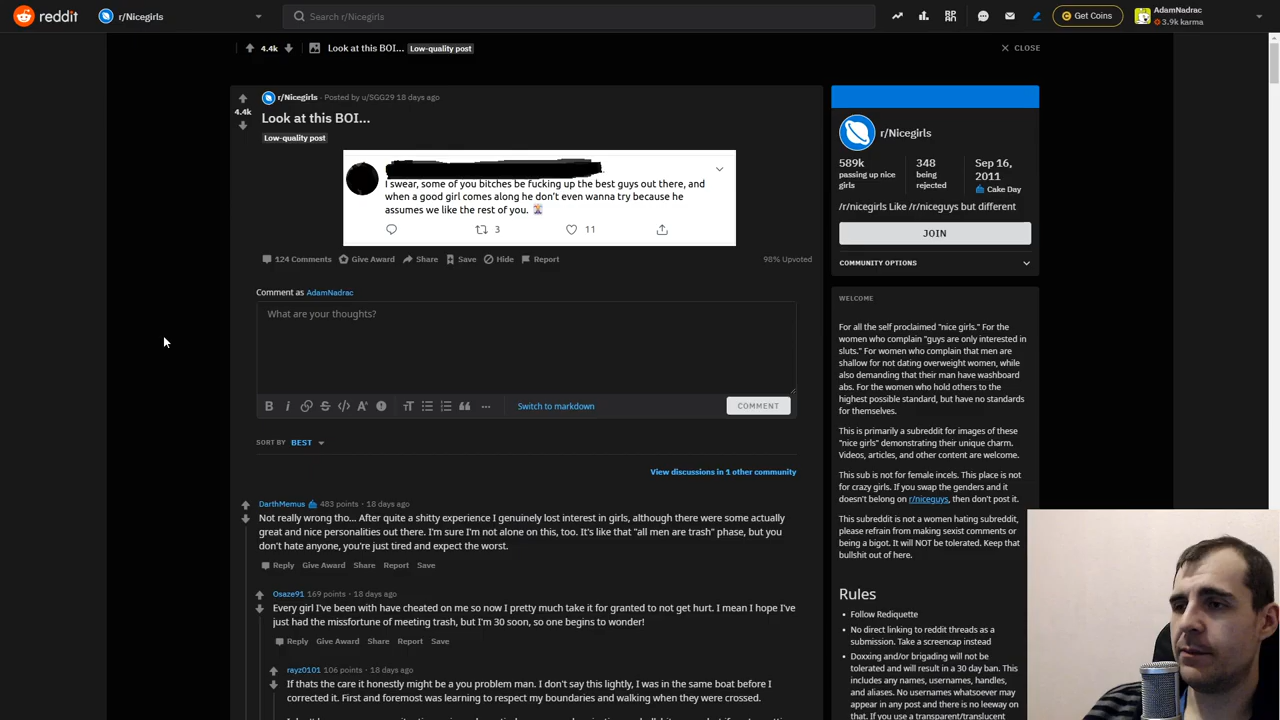 reddit
r/Nicegirls
Search r/Nicegirls
Get Coins
AdamNadrac
3.9k karma
4.4k
Look at this BOI...
Low-quality post
CLOSE
4.4k
r/Nicegirls · Posted by u/SGG29 18 days ago
Look at this BOI...
Low-quality post
I swear, some of you bitches be fucking up the best guys out there, and
when a good girl comes along he don't even wanna try because he
assumes we like the rest of you.
3
11
124 Comments
Give Award
Share
Save
Hide
Report
98% Upvoted
Comment as AdamNadrac
What are your thoughts?
Switch to markdown
COMMENT
SORT BY BEST
View discussions in 1 other community
DarthMemus 483 points · 18 days ago
Not really wrong tho... After quite a shitty experience I genuinely lost interest in girls, although there were some actually
great and nice personalities out there. I'm sure I'm not alone on this, too. It's like that "all men are trash" phase, but you
don't hate anyone, you're just tired and expect the worst.
Reply Give Award Share Report Save
Osaze91 169 points · 18 days ago
Every girl I've been with have cheated on me so now I pretty much take it for granted to not get hurt. I mean I hope I've
just had the missfortune of meeting trash, but I'm 30 soon, so one begins to wonder!
Reply Give Award Share Report Save
rayz0101 106 points · 18 days ago
If thats the care it honestly might be a you problem man. I don't say this lightly, I was in the same boat before I
corrected it. First and foremost was learning to respect my boundaries and walking when they were crossed.
r/Nicegirls
589k
passing up nice
girls
348
being
rejected
Sep 16,
2011
Cake Day
/r/nicegirls Like /r/niceguys but different
JOIN
COMMUNITY OPTIONS
WELCOME
For all the self proclaimed "nice girls." For the
women who complain "guys are only interested in
sluts." For women who complain that men are
shallow for not dating overweight women, while
also demanding that their man have washboard
abs. For the women who hold others to the
highest possible standard, but have no standards
for themselves.
This is primarily a subreddit for images of these
"nice girls" demonstrating their unique charm.
Videos, articles, and other content are welcome.
This sub is not for female incels. This place is not
for crazy girls. If you swap the genders and it
doesn't belong on r/niceguys, then don't post it.
This subreddit is not a women hating subreddit,
please refrain from making sexist comments or
being a bigot. It will NOT be tolerated. Keep that
bullshit out of here.
Rules
• Follow Rediquette
• No direct linking to reddit threads as a
submission. Take a screencap instead
• Doxxing and/or brigading will not be
tolerated and will result in a 30 day ban. This
includes any names, usernames, handles,
and aliases. No usernames whatsoever may
appear in any post and there is no leeway on
that. If you use a transparent/translucent